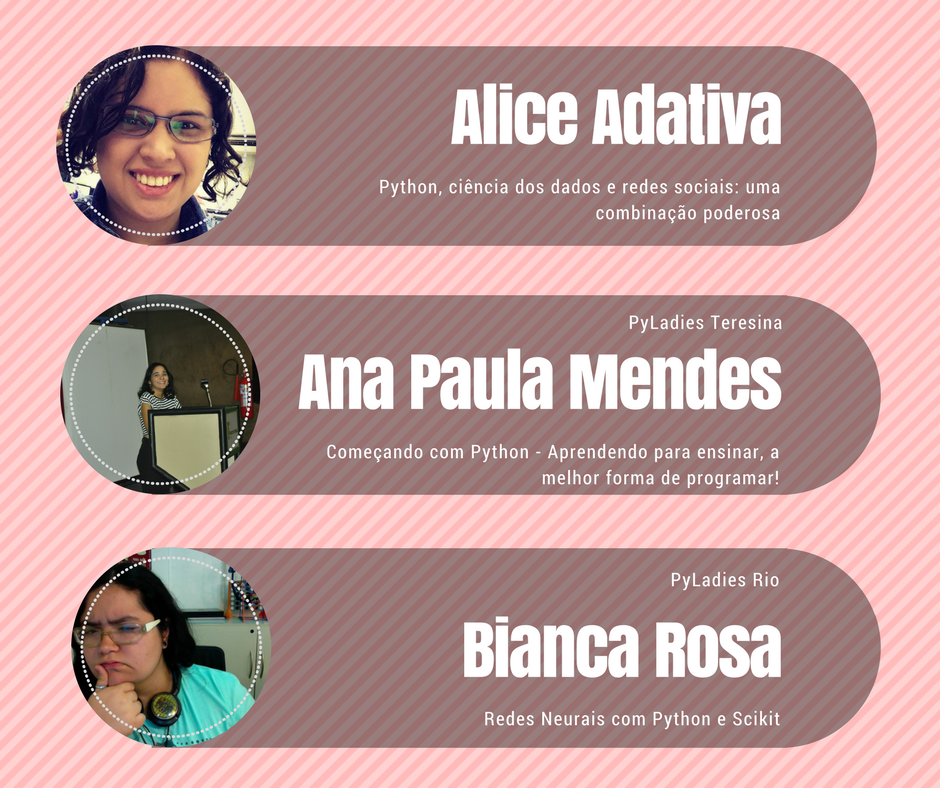 Alice Adativa
Python, ciência dos dados e redes sociais: uma
combinação poderosa
PyLadies Teresina
Ana Paula Mendes
Começando com Python - Aprendendo para ensinar, a
melhor forma de programar!
PyLadies Rio
Bianca Rosa
Redes Neurais com Python e Scikit